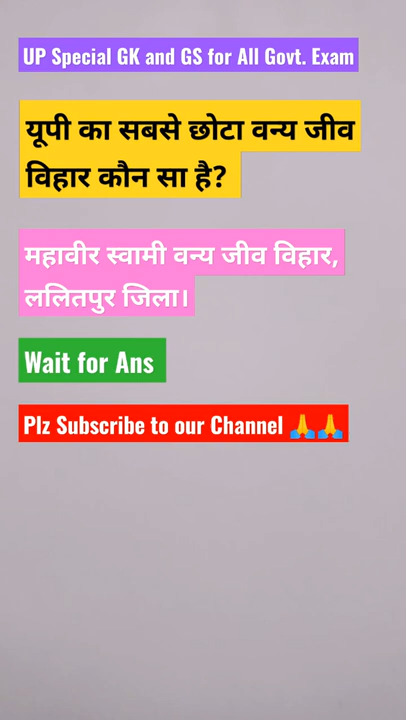 UP Special GK and GS for All Govt. Exam
यूपी का सबसे छोटा वन्य जीव
विहार कौन सा है?
महावीर स्वामी वन्य जीव विहार,
ललितपुर जिला।
Wait for Ans
Plz Subscribe to our Channel 🙏🙏